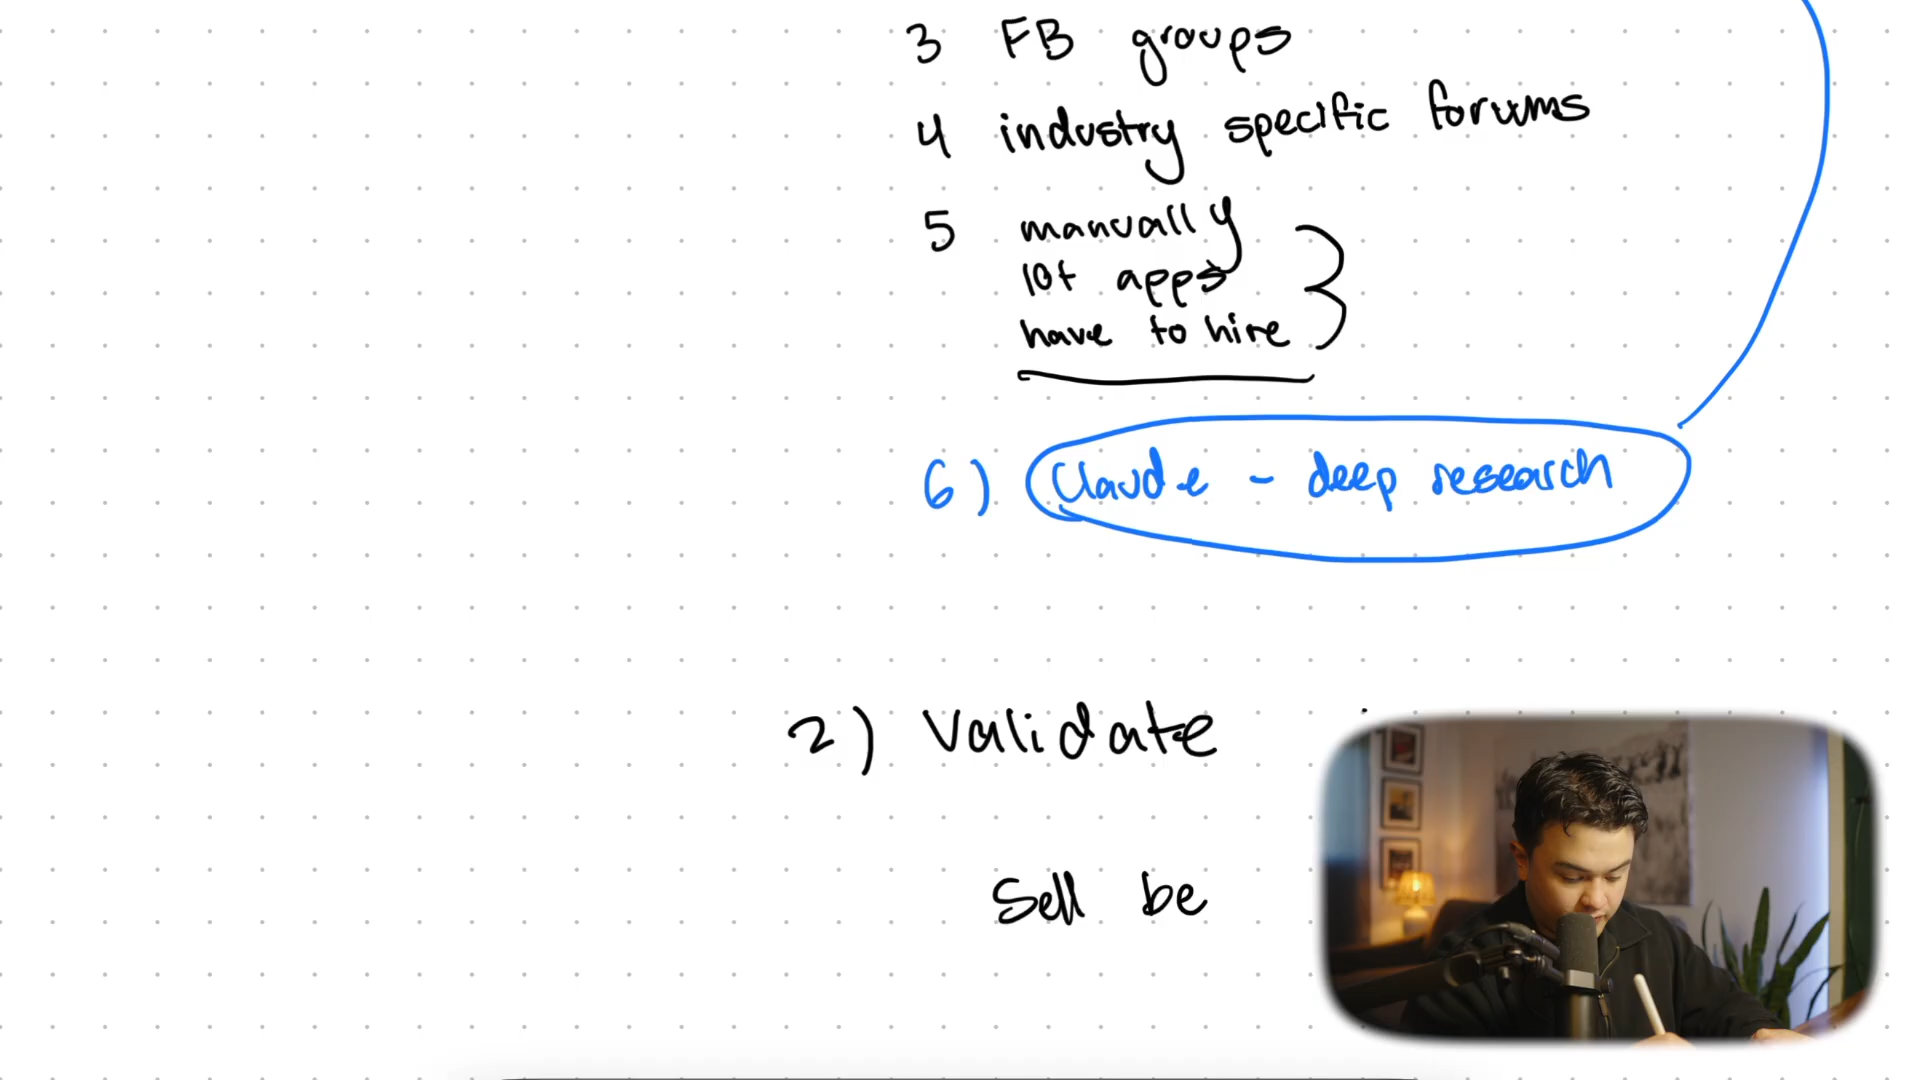 3 FB groups
4 industry specific forums
5 manually
10+ apps
have to hire
6) Claude - deep research
2) Validate
Sell be